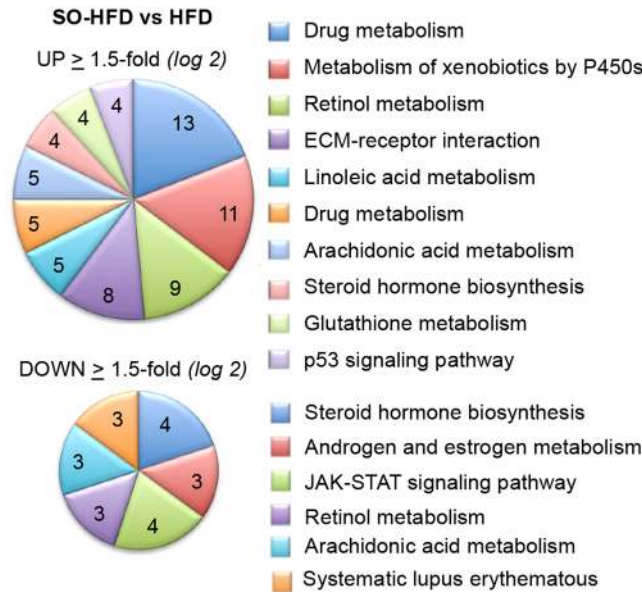 SO-HFD vs HFD
UP ≥ 1.5-fold (log 2)
4
4
13
4
5
11
5
5
8
9
Drug metabolism
Metabolism of xenobiotics by P450s
Retinol metabolism
ECM-receptor interaction
Linoleic acid metabolism
Drug metabolism
Arachidonic acid metabolism
Steroid hormone biosynthesis
Glutathione metabolism
p53 signaling pathway
DOWN ≥ 1.5-fold (log 2)
3
4
3
3
3
4
Steroid hormone biosynthesis
Androgen and estrogen metabolism
JAK-STAT signaling pathway
Retinol metabolism
Arachidonic acid metabolism
Systematic lupus erythematous